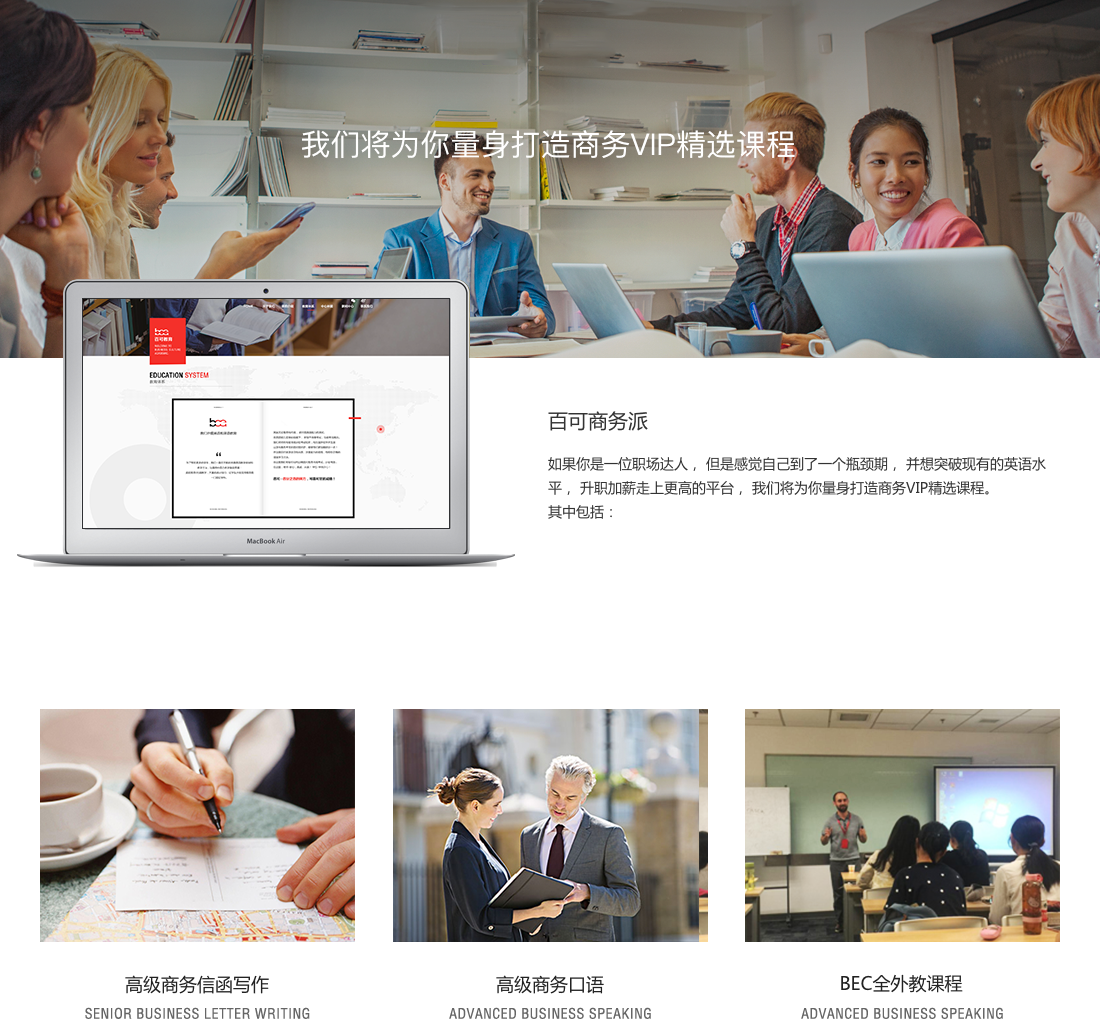 我们将为你量身打造商务VIP精选课程
百可教育
EDUCATION SYSTEM
MacBook Air
百可商务派
如果你是一位职场达人，但是感觉自己到了一个瓶颈期，并想突破现有的英语水
平，升职加薪走上更高的平台，我们将为你量身打造商务VIP精选课程。
其中包括：
高级商务信函写作
高级商务口语
BEC全外教课程
SENIOR BUSINESS LETTER WRITING
ADVANCED BUSINESS SPEAKING
ADVANCED BUSINESS SPEAKING